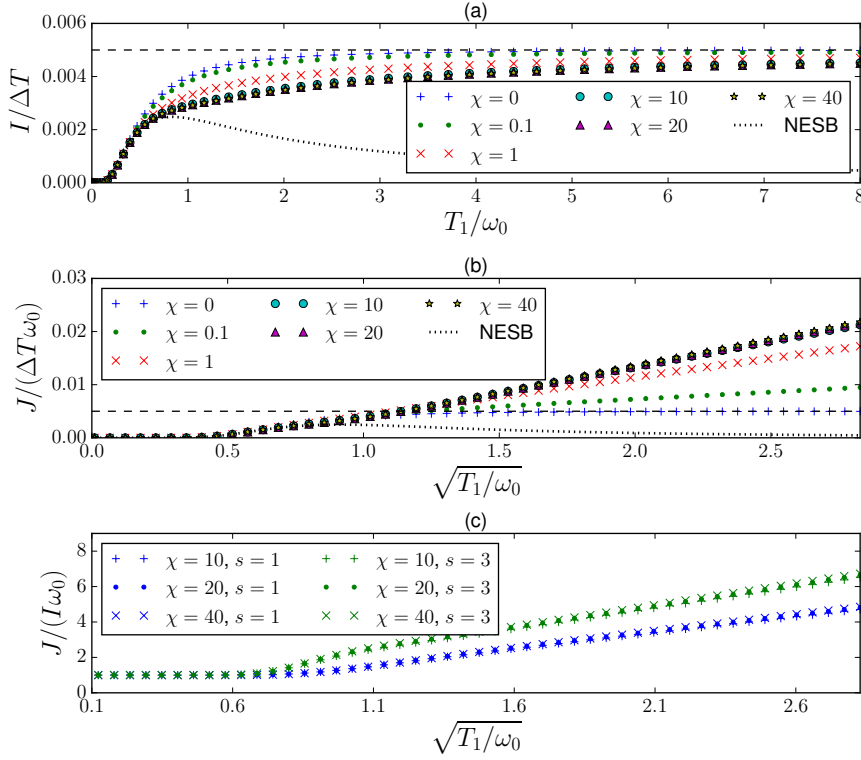 (a)
I/ΔT
0.006
0.004
0.002
0.000
χ = 0 χ = 10 χ = 40
χ = 0.1 χ = 20 NESB
χ = 1
0 1 2 3 4 5 6 7 8
T₁/ω₀
(b)
J/(ΔTω₀)
0.03
0.02
0.01
0.00
χ = 0 χ = 10 χ = 40
χ = 0.1 χ = 20 NESB
χ = 1
0.0 0.5 1.0 1.5 2.0 2.5
√T₁/ω₀
(c)
J/(Iω₀)
8
6
4
2
0
χ = 10, s = 1 χ = 10, s = 3
χ = 20, s = 1 χ = 20, s = 3
χ = 40, s = 1 χ = 40, s = 3
0.1 0.6 1.1 1.6 2.1 2.6
√T₁/ω₀